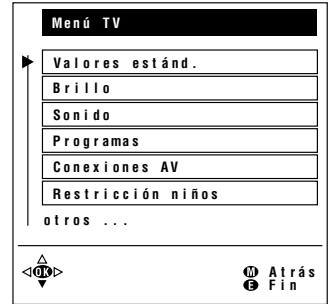 Menú TV
Valores estánd.
Brillo
Sonido
Programas
Conexiones AV
Restricción niños
otros ...
OK
M Atrás
E Fin